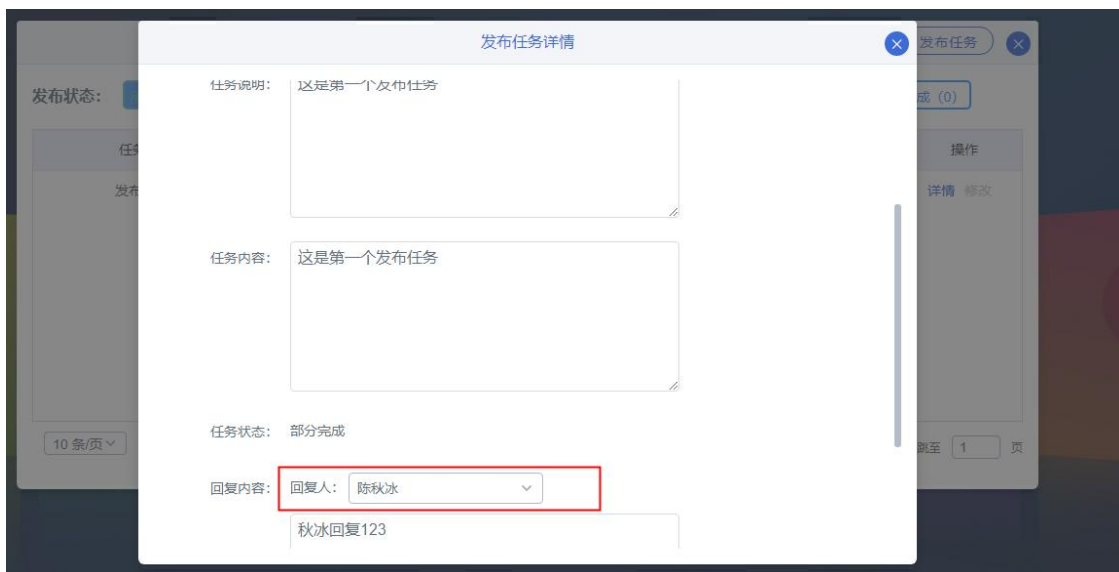 发布任务详情
发布任务
发布状态：
成 (0)
任务说明： 这是第一个发布任务
操作
发布
详情 修改
任务内容： 这是第一个发布任务
任务状态： 部分完成
10 条/页
跳至 1 页
回复内容： 回复人： 陈秋冰
秋冰回复123